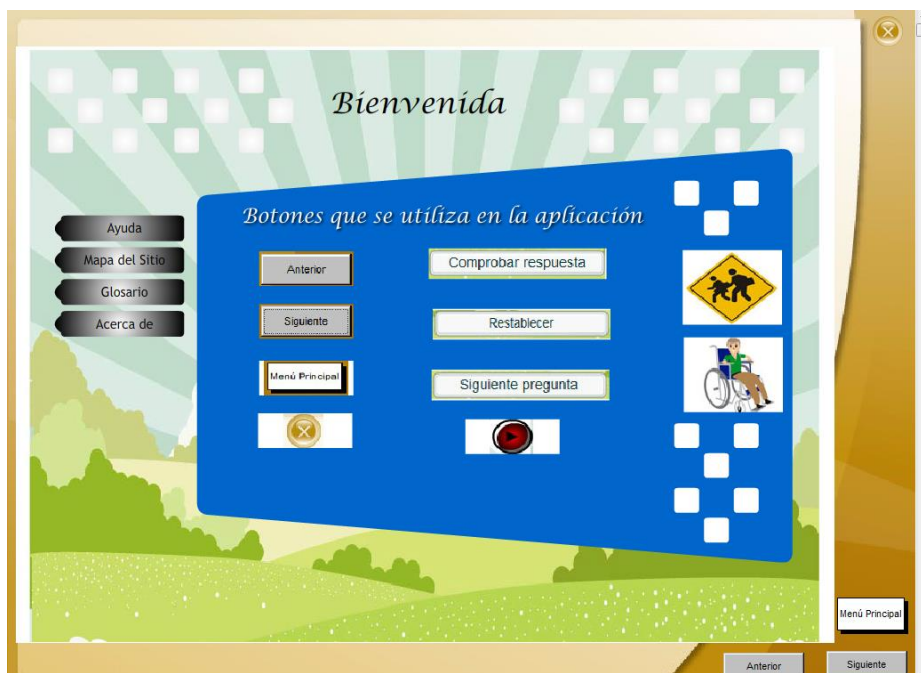 Bienvenida
Botones que se utiliza en la aplicación
Ayuda
Mapa del Sitio
Glosario
Acerca de
Anterior
Siguiente
Menú Principal
Comprobar respuesta
Restablecer
Siguiente pregunta
Menú Principal
Anterior
Siguiente